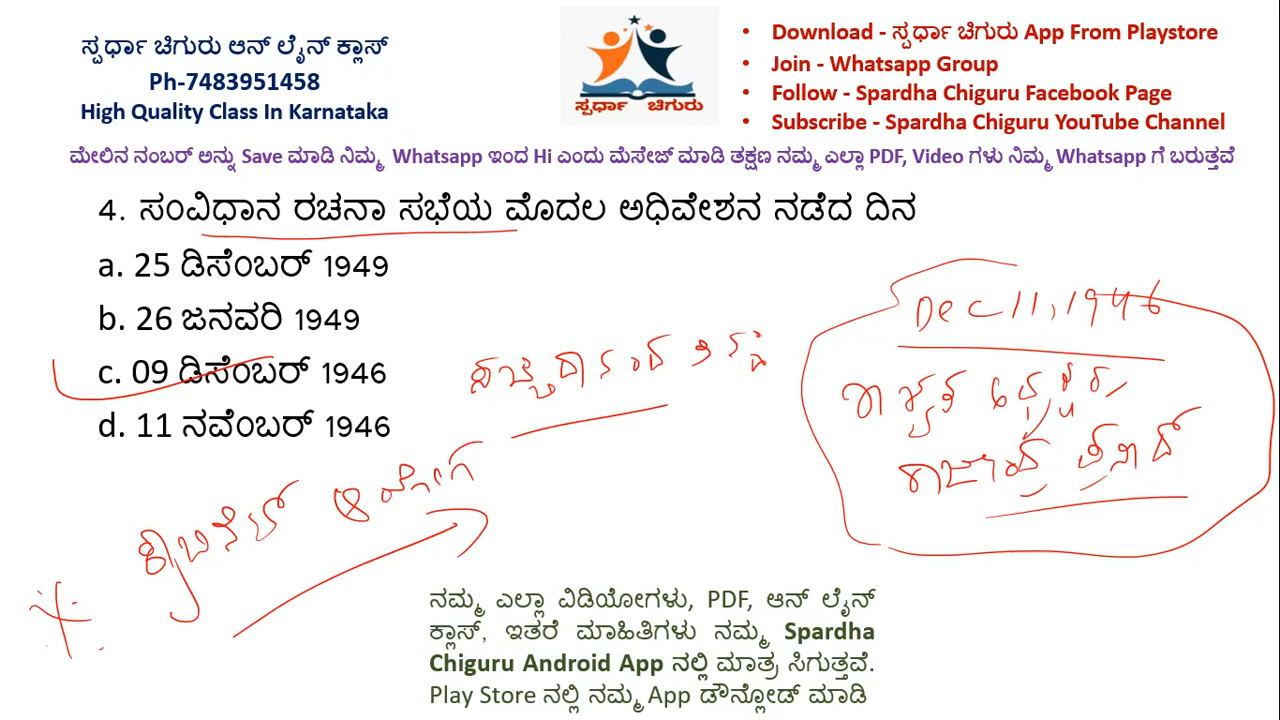 ಸ್ಪರ್ಧಾ ಚಿಗುರು ಆನ್ ಲೈನ್ ಕ್ಲಾಸ್
Ph-7483951458
High Quality Class In Karnataka
ಸ್ಪರ್ಧಾ ಚಿಗುರು
• Download - ಸ್ಪರ್ಧಾ ಚಿಗುರು App From Playstore
• Join - Whatsapp Group
• Follow - Spardha Chiguru Facebook Page
• Subscribe - Spardha Chiguru YouTube Channel
ಮೇಲಿನ ನಂಬರ್ ಅನ್ನು Save ಮಾಡಿ ನಿಮ್ಮ Whatsapp ಇಂದ Hi ಎಂದು ಮೆಸೇಜ್ ಮಾಡಿ ತಕ್ಷಣ ನಮ್ಮ ಎಲ್ಲಾ PDF, Video ಗಳು ನಿಮ್ಮ Whatsapp ಗೆ ಬರುತ್ತವೆ
4. ಸಂವಿಧಾನ ರಚನಾ ಸಭೆಯ ಮೊದಲ ಅಧಿವೇಶನ ನಡೆದ ದಿನ
a. 25 ಡಿಸೆಂಬರ್ 1949
b. 26 ಜನವರಿ 1949
c. 09 ಡಿಸೆಂಬರ್ 1946
d. 11 ನವೆಂಬರ್ 1946
Dec 11, 1946
ಕ್ಯಾಬಿನೆಟ್ ಆಯೋಗ
ನಮ್ಮ ಎಲ್ಲಾ ವಿಡಿಯೋಗಳು, PDF, ಆನ್ ಲೈನ್
ಕ್ಲಾಸ್, ಇತರೆ ಮಾಹಿತಿಗಳು ನಮ್ಮ Spardha
Chiguru Android App ನಲ್ಲಿ ಮಾತ್ರ ಸಿಗುತ್ತವೆ.
Play Store ನಲ್ಲಿ ನಮ್ಮ App ಡೌನ್ಲೋಡ್ ಮಾಡಿ